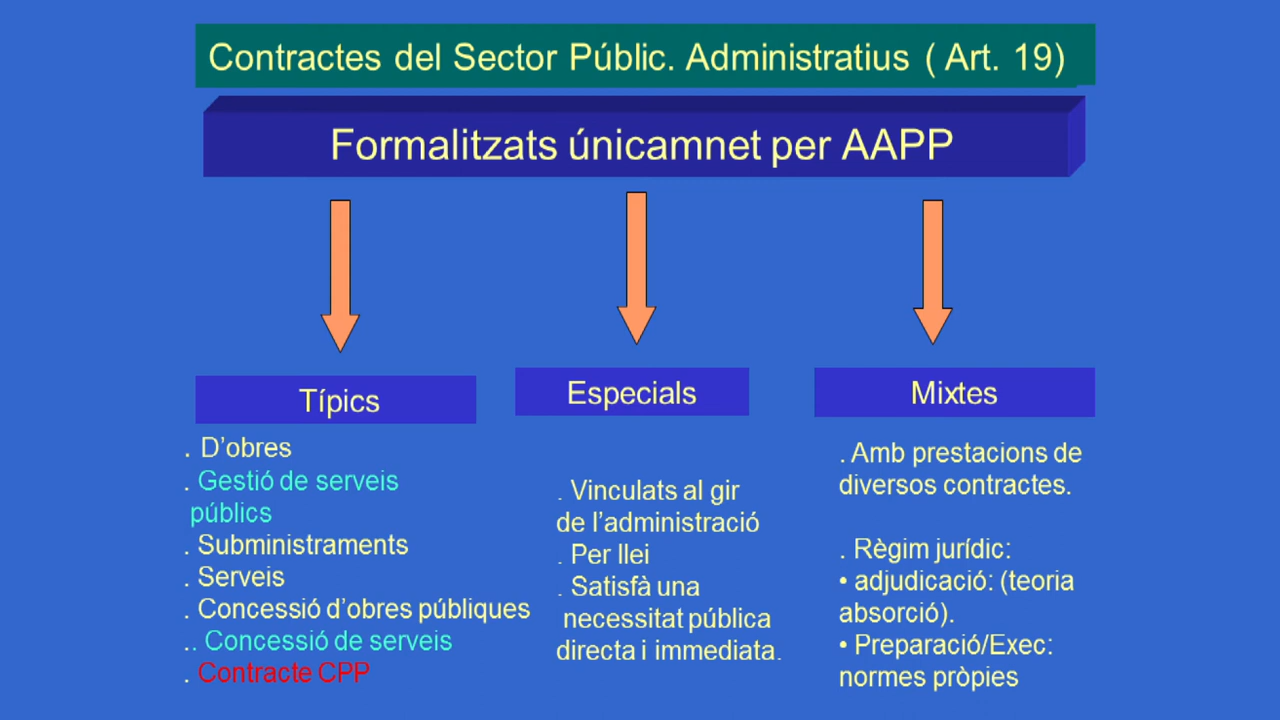 Contractes del Sector Públic. Administratius ( Art. 19)
Formalitzats únicamnet per AAPP
Típics
. D'obres
. Gestió de serveis
públics
. Subministraments
. Serveis
. Concessió d'obres públiques
.. Concessió de serveis
. Contracte CPP
Especials
. Vinculats al gir
de l'administració
. Per llei
. Satisfà una
necessitat pública
directa i immediata.
Mixtes
. Amb prestacions de
diversos contractes.
. Règim jurídic:
• adjudicació: (teoria
absorció).
• Preparació/Exec:
normes pròpies